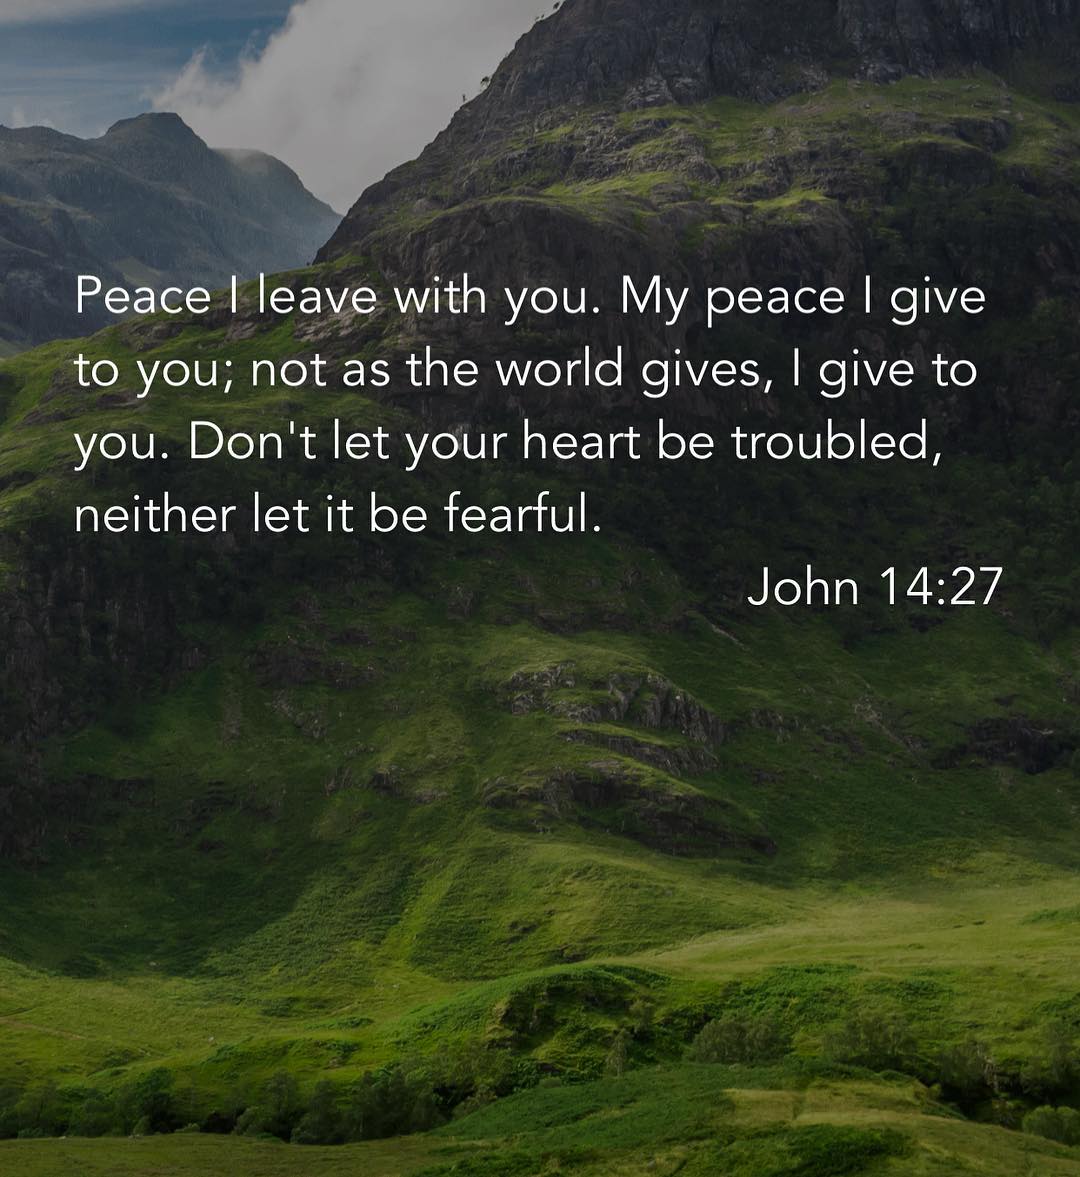 Peace I leave with you. My peace I give
to you; not as the world gives, I give to
you. Don't let your heart be troubled,
neither let it be fearful.
John 14:27